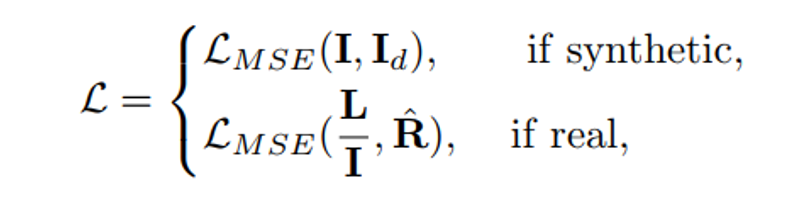 ℒ = { ℒ_{MSE}(𝐈, 𝐈_d), if synthetic,
ℒ_{MSE}(𝐋/𝐈, 𝐑̂), if real,